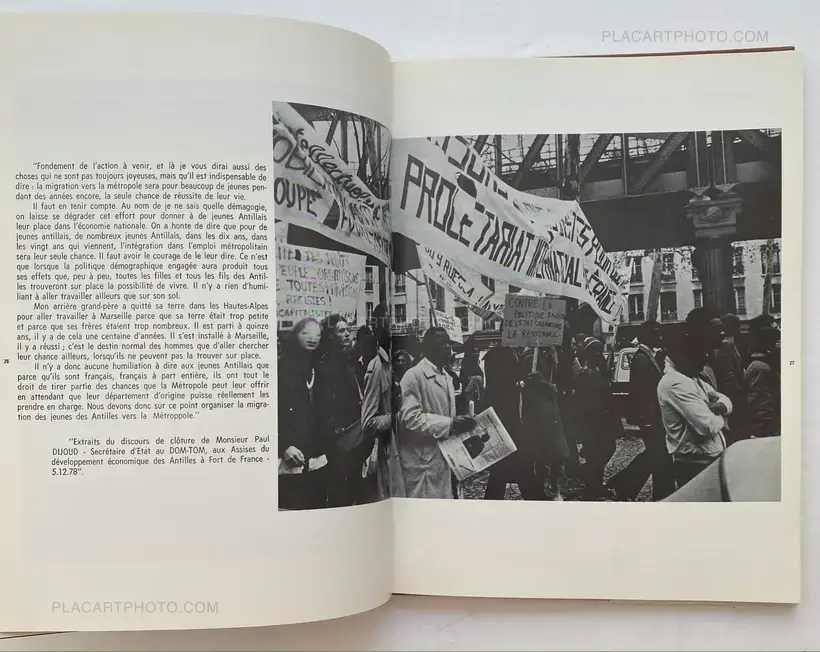 PLACARTPHOTO.COM
"Fondement de l'action à venir, et là je vous dirai aussi des
choses qui ne sont pas toujours joyeuses, mais qu'il est indispensable de
dire : la migration vers la métropole sera pour beaucoup de jeunes pen-
dant des années encore, la seule chance de réussite de leur vie.
Il faut en tenir compte. Au nom de je ne sais quelle démagogie,
on laisse se dégrader cet effort pour donner à de jeunes Antillais
leur place dans l'économie nationale. On a honte de dire que pour de
jeunes antillais, de nombreux jeunes Antillais, dans les dix ans, dans
les vingt ans qui viennent, l'intégration dans l'emploi métropolitain
sera leur seule chance. Il faut avoir le courage de le leur dire. Ce n'est
que lorsque la politique démographique engagée aura produit tous
ses effets que, peu à peu, toutes les filles et tous les fils des Antil-
les trouveront sur place la possibilité de vivre. Il n'y a rien d'humi-
liant à aller travailler ailleurs que sur son sol.
Mon arrière grand-père a quitté sa terre dans les Hautes-Alpes
pour aller travailler à Marseille parce que sa terre était trop petite
et parce que ses frères étaient trop nombreux. Il est parti à quinze
ans, il y a de cela une centaine d'années. Il s'est installé à Marseille,
il y a réussi ; c'est le destin normal des hommes que d'aller chercher
leur chance ailleurs, lorsqu'ils ne peuvent pas la trouver sur place.
Il n'y a donc aucune humiliation à dire aux jeunes Antillais que
parce qu'ils sont français, français à part entière, ils ont tout le
droit de tirer partie des chances que la Métropole peut leur offrir
en attendant que leur département d'origine puisse réellement les
prendre en charge. Nous devons donc sur ce point organiser la migra-
tion des jeunes des Antilles vers la Métroppole."
"Extraits du discours de clôture de Monsieur Paul
DIJOUD - Secrétaire d'Etat au DOM-TOM, aux Assises du
développement économique des Antilles à Fort de France -
5.12.78".
26
OUPE
RACISTES !
CAPITALISTES
PROLETARIAT INTERNATIONAL
FRANCE
CONTRE LA
POLITIQUE
DE L'ETAT
LA RESISTANCE
27
PLACARTPHOTO.COM